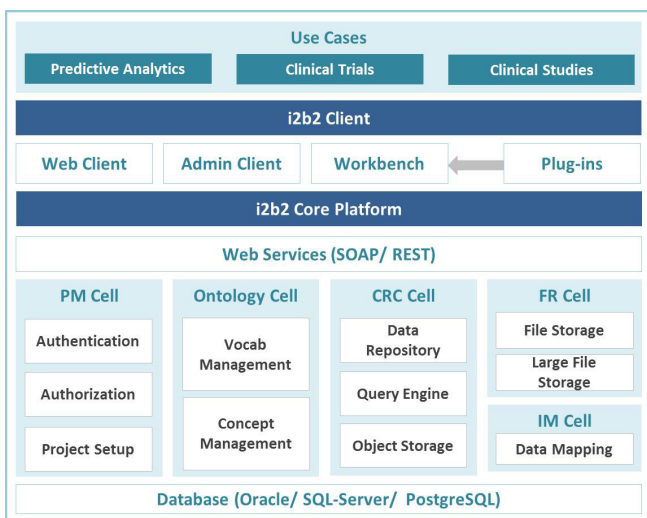 Use Cases
Predictive Analytics
Clinical Trials
Clinical Studies
i2b2 Client
Web Client
Admin Client
Workbench
Plug-ins
i2b2 Core Platform
Web Services (SOAP/ REST)
PM Cell
Authentication
Authorization
Project Setup
Ontology Cell
Vocab
Management
Concept
Management
CRC Cell
Data
Repository
Query Engine
Object Storage
FR Cell
File Storage
Large File
Storage
IM Cell
Data Mapping
Database (Oracle/ SQL-Server/ PostgreSQL)